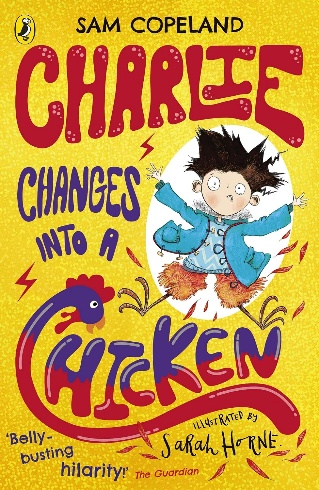 SAM COPELAND
CHARLIE
CHANGES
INTO A
CHICKEN
ILLUSTRATED BY
SARAH HORNE
'Belly-
busting
hilarity!' The Guardian